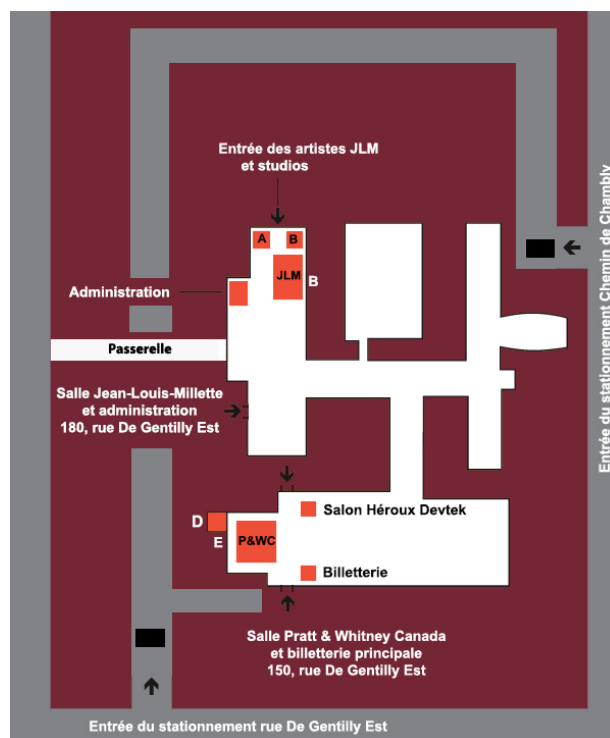 Entrée des artistes JLM
et studios
A
B
JLM
B
Administration
Passerelle
Salle Jean-Louis-Millette
et administration
180, rue De Gentilly Est
Entrée du stationnement Chemin de Chambly
D
E
P&WC
Salon Héroux Devtek
Billetterie
Salle Pratt & Whitney Canada
et billetterie principale
150, rue De Gentilly Est
Entrée du stationnement rue De Gentilly Est